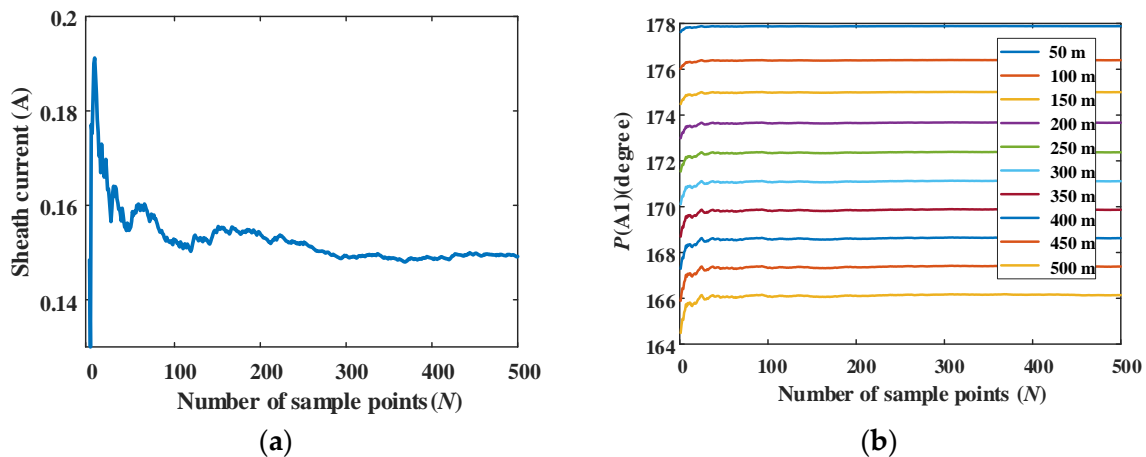 0.2
0.18
0.16
0.14
Sheath current (A)
0 100 200 300 400 500
Number of sample points (N)
(a)
178
176
174
172
170
168
166
164
P(A1)(degree)
50 m
100 m
150 m
200 m
250 m
300 m
350 m
400 m
450 m
500 m
0 100 200 300 400 500
Number of sample points (N)
(b)